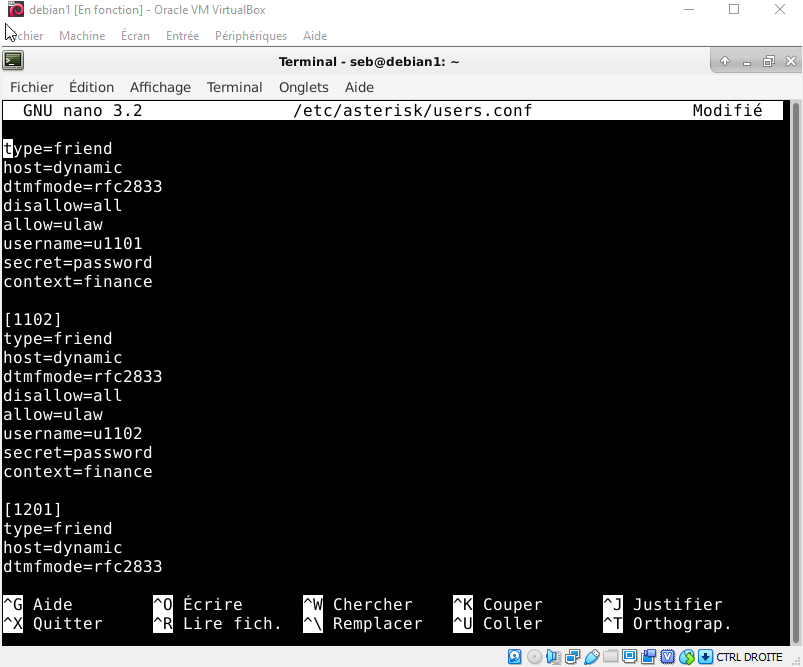 debian1 [En fonction] - Oracle VM VirtualBox
chier Machine Écran Entrée Périphériques Aide
Terminal - seb@debian1: ~
Fichier Édition Affichage Terminal Onglets Aide
GNU nano 3.2 /etc/asterisk/users.conf Modifié
type=friend
host=dynamic
dtmfmode=rfc2833
disallow=all
allow=ulaw
username=u1101
secret=password
context=finance
[1102]
type=friend
host=dynamic
dtmfmode=rfc2833
disallow=all
allow=ulaw
username=u1102
secret=password
context=finance
[1201]
type=friend
host=dynamic
dtmfmode=rfc2833
^G Aide ^O Écrire ^W Chercher ^K Couper ^J Justifier
^X Quitter ^R Lire fich. ^\ Remplacer ^U Coller ^T Orthograp.
CTRL DROITE